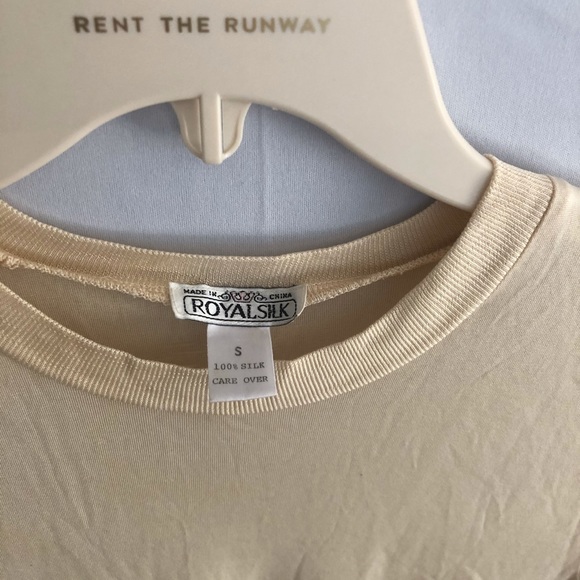 RENT THE RUNWAY
MADE IN CHINA
ROYALSILK
S
100% SILK
CARE OVER